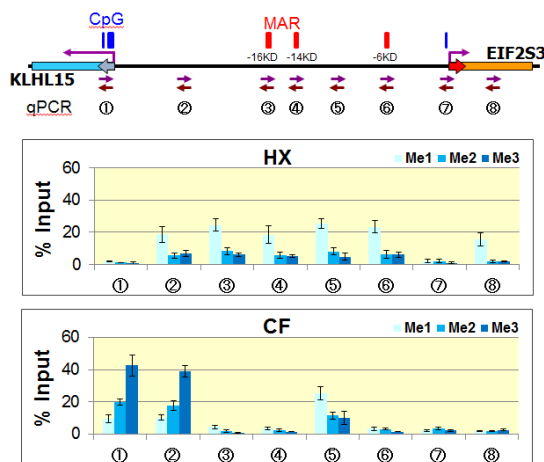 CpG MAR
-16KD -14KD -6KD EIF2S3
KLHL15
qPCR ① ② ③ ④ ⑤ ⑥ ⑦ ⑧
HX
Me1 Me2 Me3
% Input
60
40
20
0
① ② ③ ④ ⑤ ⑥ ⑦ ⑧
CF
Me1 Me2 Me3
% Input
60
40
20
0
① ② ③ ④ ⑤ ⑥ ⑦ ⑧